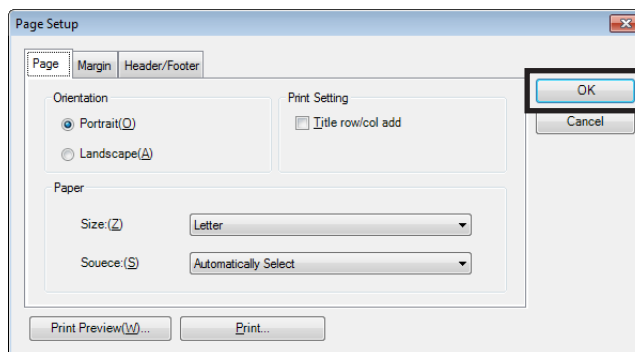 Page Setup
Page Margin Header/Footer
Orientation
Portrait(O)
Landscape(A)
Print Setting
Title row/col add
OK
Cancel
Paper
Size:(Z) Letter
Souece:(S) Automatically Select
Print Preview(W)... Print...